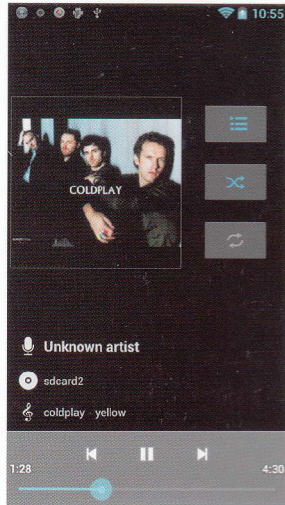 10:55
COLDPLAY
Unknown artist
sdcard2
coldplay yellow
1:28
4:30